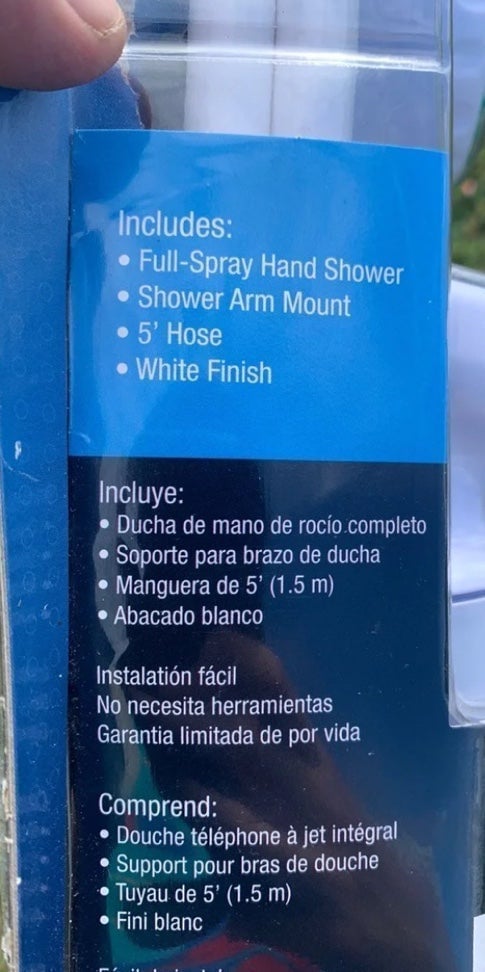 Includes:
• Full-Spray Hand Shower
• Shower Arm Mount
• 5' Hose
• White Finish
Incluye:
• Ducha de mano de rocío completo
• Soporte para brazo de ducha
• Manguera de 5' (1.5 m)
• Abacado blanco
Instalatión fácil
No necesita herramientas
Garantia limitada de por vida
Comprend:
• Douche téléphone à jet intégral
• Support pour bras de douche
• Tuyau de 5' (1.5 m)
• Fini blanc